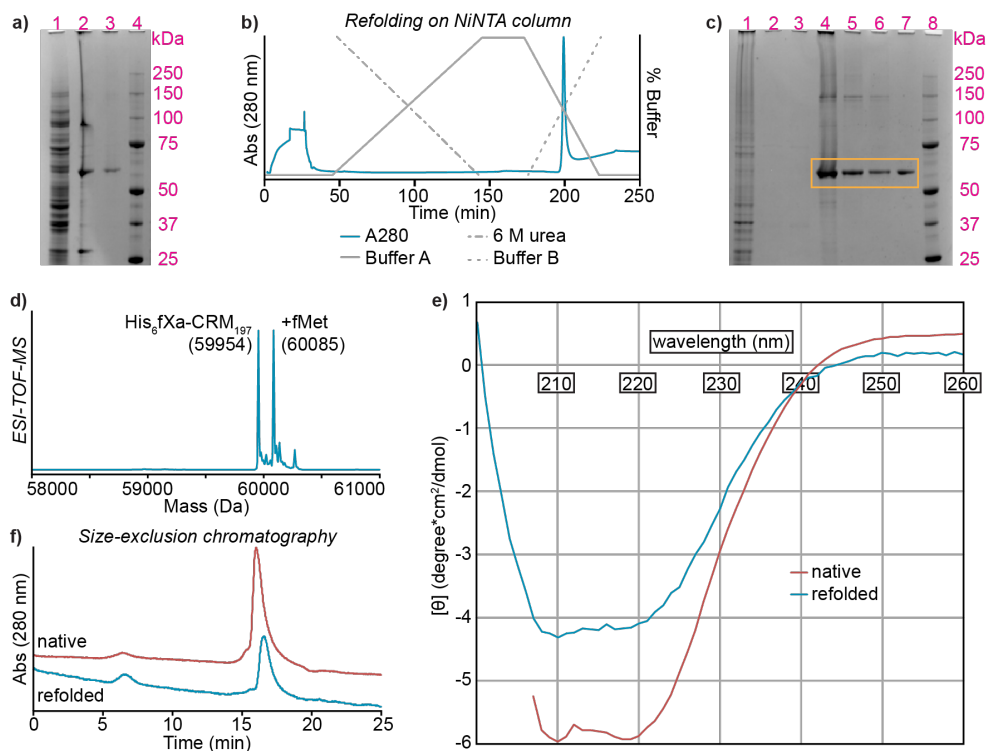 a)
1 2 3 4
kDa
250
150
100
75
50
37
25
b)
Refolding on NiNTA column
Abs (280 nm)
% Buffer
0 50 100 150 200 250
Time (min)
A280
6 M urea
Buffer A
Buffer B
c)
1 2 3 4 5 6 7 8
kDa
250
150
100
75
50
37
25
d)
ESI-TOF-MS
His6fXa-CRM197
(59954)
+fMet
(60085)
58000 59000 60000 61000
Mass (Da)
e)
[θ] (degree*cm2/dmol)
1
0
-1
-2
-3
-4
-5
-6
wavelength (nm)
210 220 230 240 250 260
native
refolded
f)
Size-exclusion chromatography
Abs (280 nm)
native
refolded
0 5 10 15 20 25
Time (min)